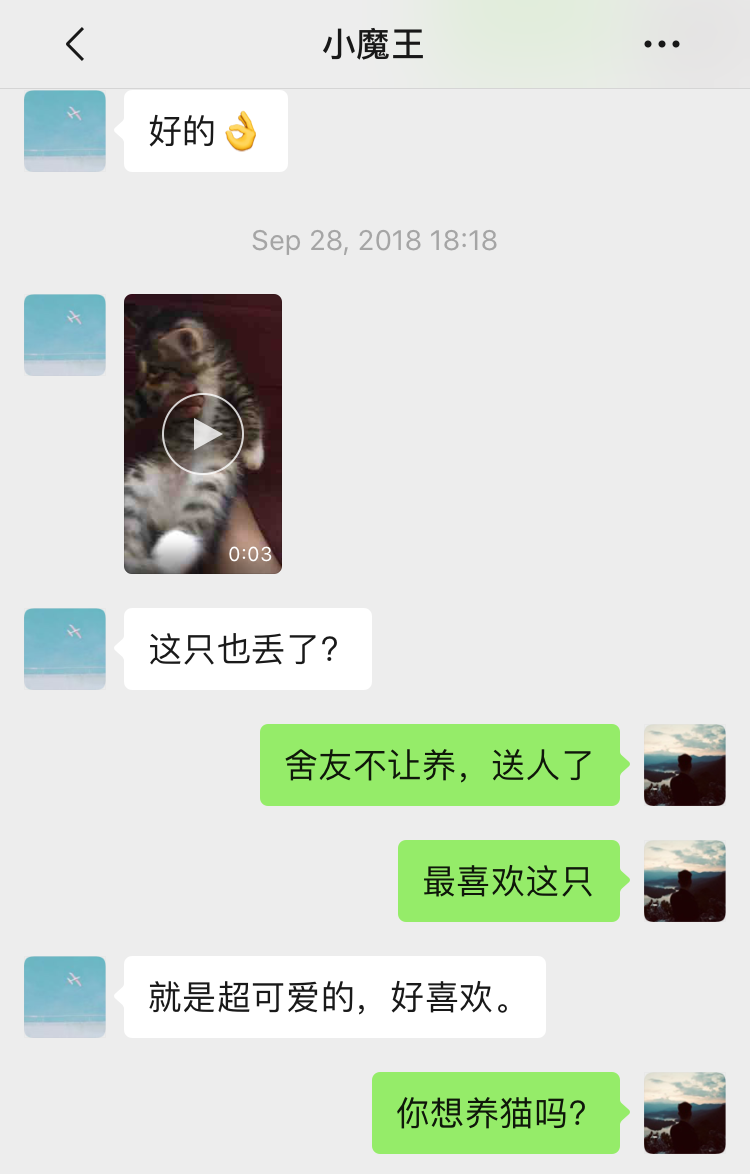 小魔王
好的👌
Sep 28, 2018 18:18
0:03
这只也丢了?
舍友不让养，送人了
最喜欢这只
就是超可爱的，好喜欢。
你想养猫吗?